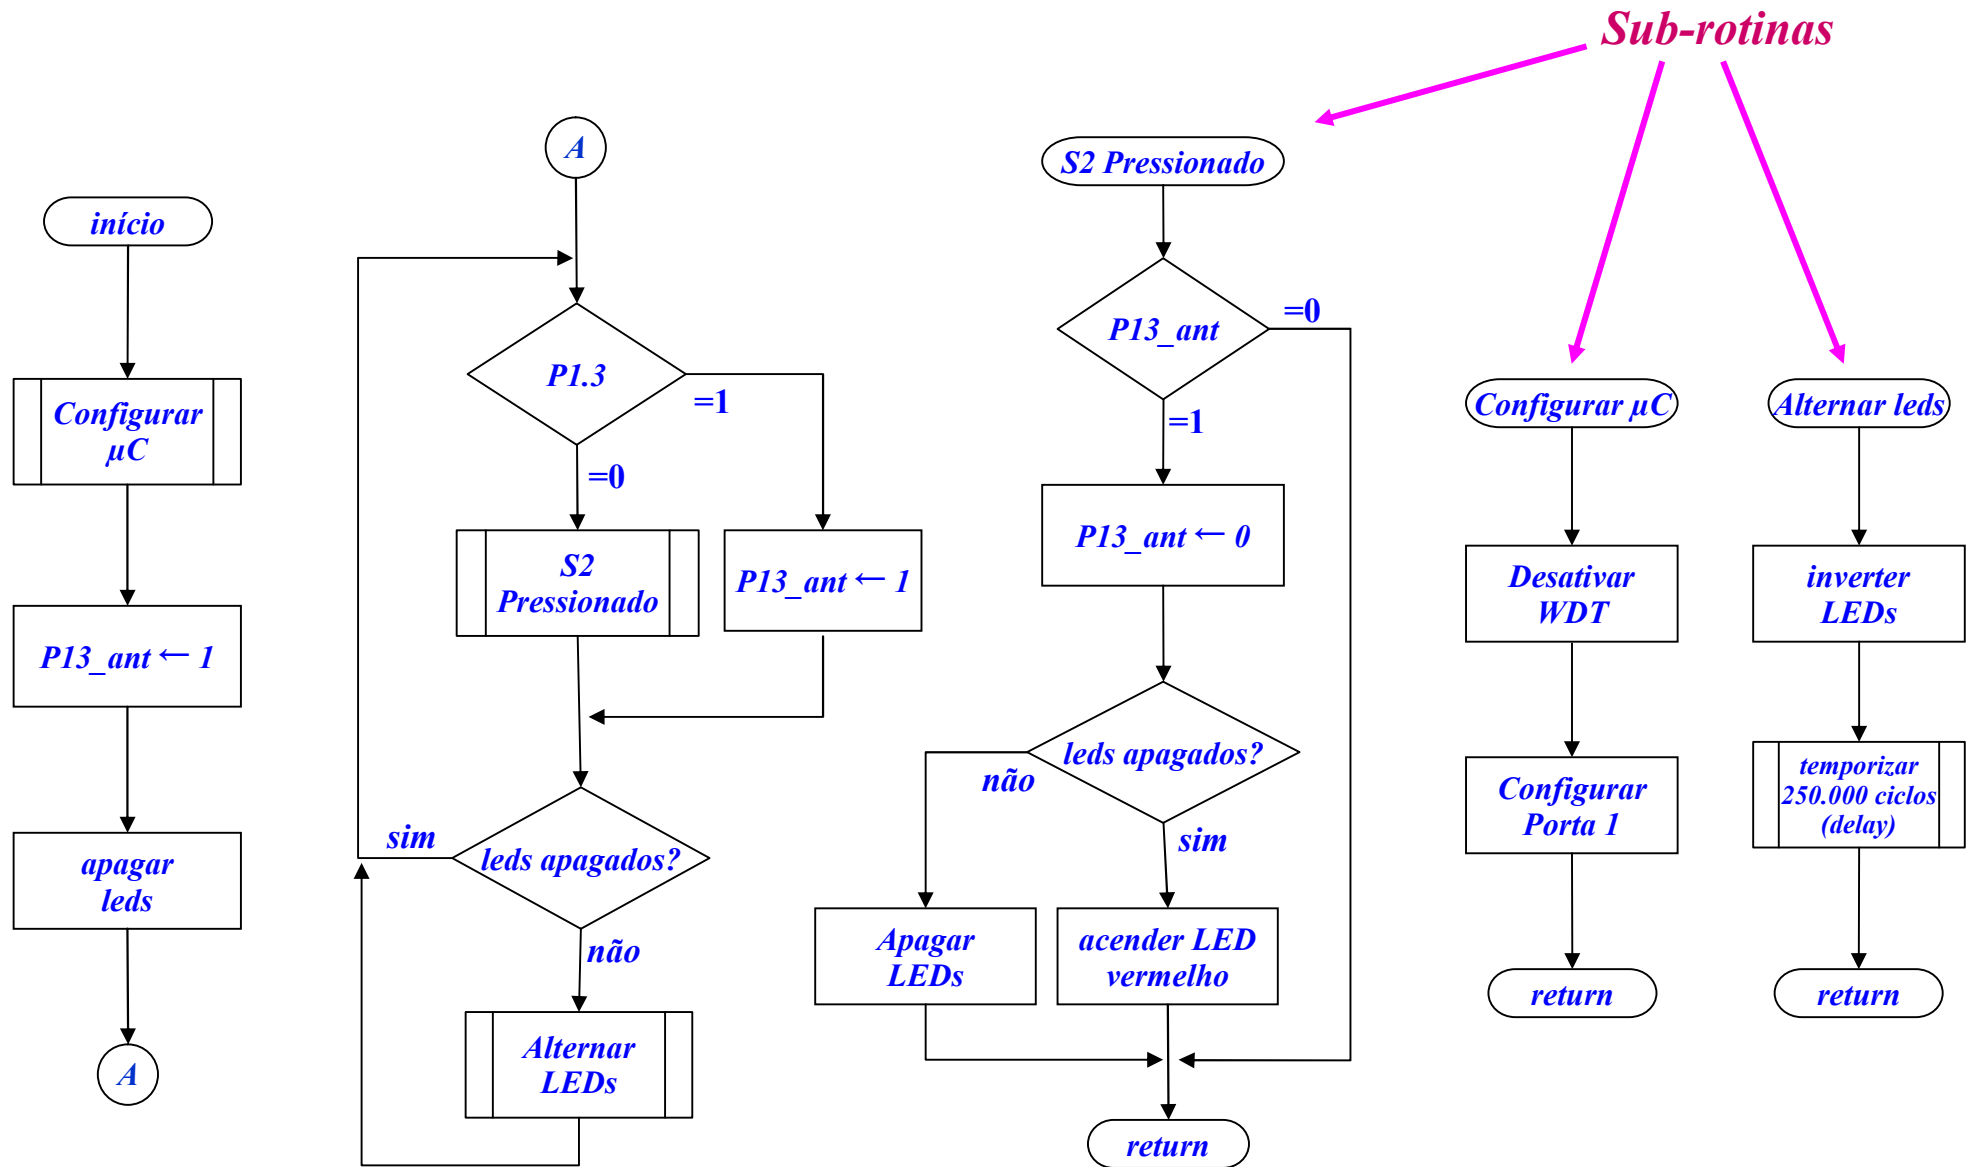 Sub-rotinas
início
Configurar
µC
P13_ant ← 1
apagar
leds
A
A
P1.3
=1
=0
S2
Pressionado
P13_ant ← 1
leds apagados?
sim
não
Alternar
LEDs
S2 Pressionado
P13_ant
=0
=1
P13_ant ← 0
leds apagados?
não
sim
Apagar
LEDs
acender LED
vermelho
return
Configurar µC
Desativar
WDT
Configurar
Porta 1
return
Alternar leds
inverter
LEDs
temporizar
250.000 ciclos
(delay)
return